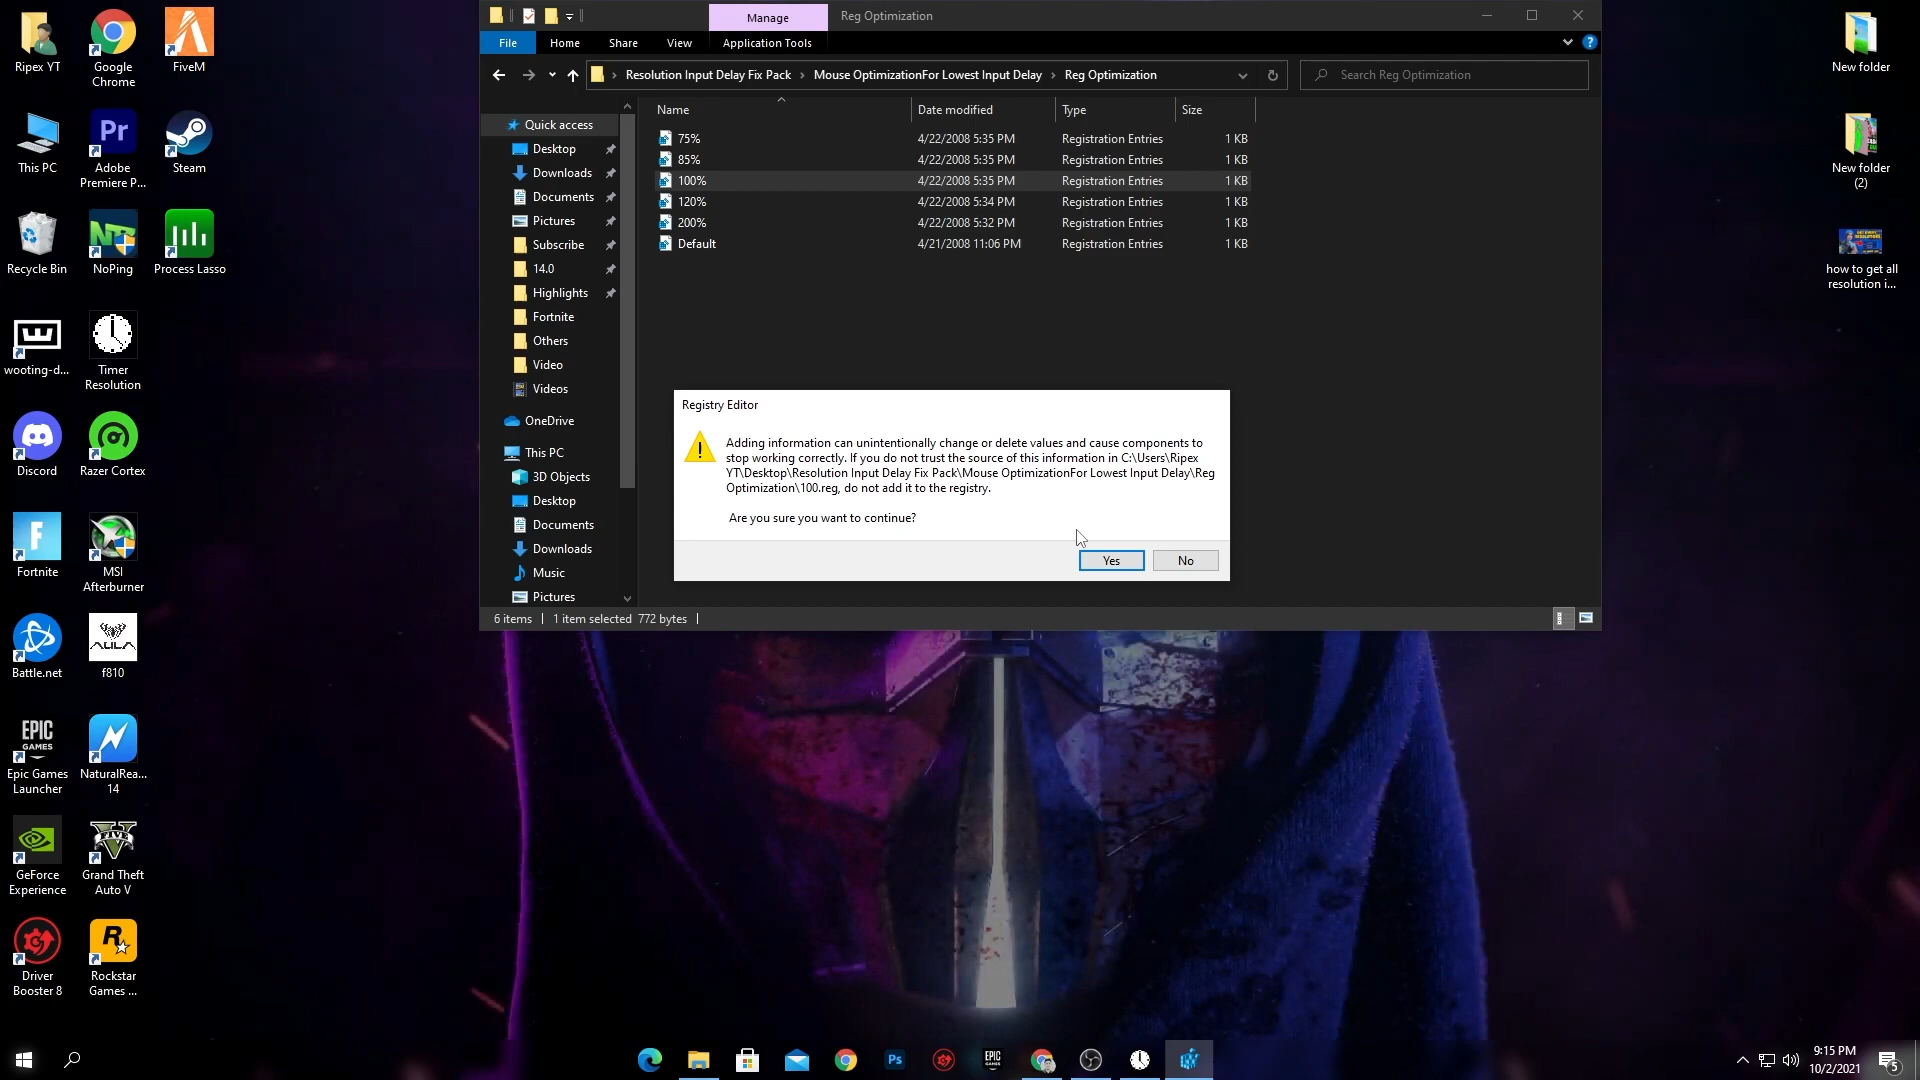 Manage
Reg Optimization
File
Home
Share
View
Application Tools
Resolution Input Delay Fix Pack
Mouse OptimizationFor Lowest Input Delay
Reg Optimization
Search Reg Optimization
Name
Date modified
Type
Size
75%
4/22/2008 5:35 PM
Registration Entries
1 KB
85%
4/22/2008 5:35 PM
Registration Entries
1 KB
100%
4/22/2008 5:35 PM
Registration Entries
1 KB
120%
4/22/2008 5:34 PM
Registration Entries
1 KB
200%
4/22/2008 5:32 PM
Registration Entries
1 KB
Default
4/21/2008 11:06 PM
Registration Entries
1 KB
Quick access
Desktop
Downloads
Documents
Pictures
Subscribe
14.0
Highlights
Fortnite
Others
Video
Videos
OneDrive
This PC
3D Objects
Desktop
Documents
Downloads
Music
Pictures
6 items
1 item selected 772 bytes
Registry Editor
Adding information can unintentionally change or delete values and cause components to
stop working correctly. If you do not trust the source of this information in C:\Users\Ripex
YT\Desktop\Resolution Input Delay Fix Pack\Mouse OptimizationFor Lowest Input Delay\Reg
Optimization\100.reg, do not add it to the registry.
Are you sure you want to continue?
Yes
No
Ripex YT
Google
Chrome
FiveM
This PC
Pr
Adobe
Premiere P...
Steam
Recycle Bin
NoPing
Process Lasso
wooting-d...
Timer
Resolution
Discord
Razer Cortex
Fortnite
MSI
Afterburner
Battle.net
AULA
f810
EPIC
GAMES
Epic Games
Launcher
NaturalRea...
14
GeForce
Experience
Grand Theft
Auto V
Driver
Booster 8
Rockstar
Games ...
New folder
New folder
(2)
how to get all
resolution i...
Ps
EPIC
9:15 PM
10/2/2021
5